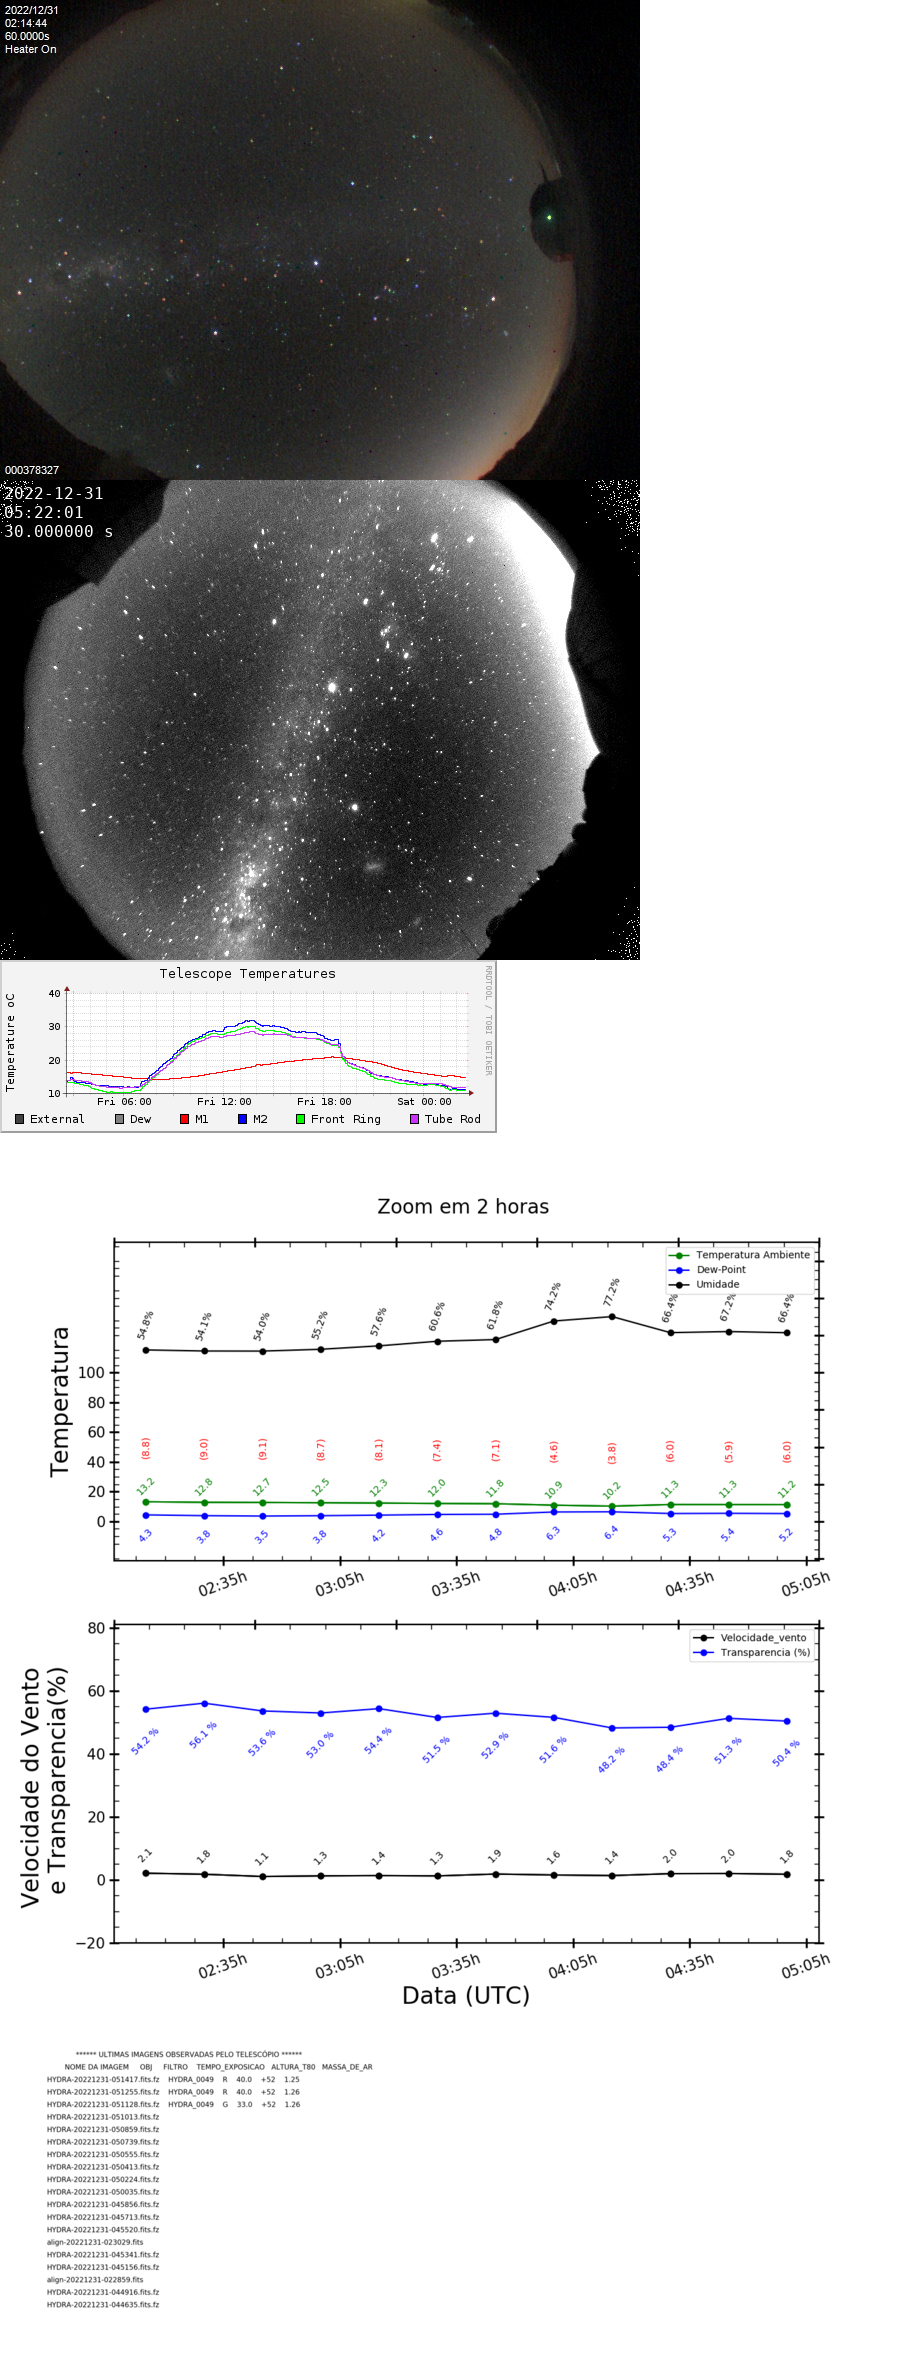 2022/12/31
02:14:44
60.0000s
Heater On
000378327
2022-12-31
05:22:01
30.000000 s
Telescope Temperatures
RRDTOOL / TOBI OETIKER
Temperature oC
40
30
20
10
Fri 06:00 Fri 12:00 Fri 18:00 Sat 00:00
External Dew M1 M2 Front Ring Tube Rod
Zoom em 2 horas
Temperatura Ambiente
Dew-Point
Umidade
54.8% 54.1% 54.0% 55.2% 57.6% 60.6% 61.8% 74.2% 77.2% 66.4% 67.2% 66.4%
Temperatura
100
80
60
40
20
0
(8.8) (9.0) (9.1) (8.7) (8.1) (7.4) (7.1) (4.6) (3.8) (6.0) (5.9) (6.0)
13.2 12.8 12.7 12.5 12.3 12.0 11.8 10.9 10.2 11.3 11.3 11.2
4.3 3.8 3.5 3.8 4.2 4.6 4.8 6.3 6.4 5.3 5.4 5.2
02:35h 03:05h 03:35h 04:05h 04:35h 05:05h
Velocidade_vento
Transparencia (%)
Velocidade do Vento
e Transparencia(%)
80
60
40
20
0
−20
54.2 % 56.1 % 53.6 % 53.0 % 54.4 % 51.5 % 52.9 % 51.6 % 48.2 % 48.4 % 51.3 % 50.4 %
2.1 1.8 1.1 1.3 1.4 1.3 1.9 1.6 1.4 2.0 2.0 1.8
02:35h 03:05h 03:35h 04:05h 04:35h 05:05h
Data (UTC)
****** ULTIMAS IMAGENS OBSERVADAS PELO TELESCÓPIO ******
NOME DA IMAGEM OBJ FILTRO TEMPO_EXPOSICAO ALTURA_T80 MASSA_DE_AR
HYDRA-20221231-051417.fits.fz HYDRA_0049 R 40.0 +52 1.25
HYDRA-20221231-051255.fits.fz HYDRA_0049 R 40.0 +52 1.26
HYDRA-20221231-051128.fits.fz HYDRA_0049 G 33.0 +52 1.26
HYDRA-20221231-051013.fits.fz
HYDRA-20221231-050859.fits.fz
HYDRA-20221231-050739.fits.fz
HYDRA-20221231-050555.fits.fz
HYDRA-20221231-050413.fits.fz
HYDRA-20221231-050224.fits.fz
HYDRA-20221231-050035.fits.fz
HYDRA-20221231-045856.fits.fz
HYDRA-20221231-045713.fits.fz
HYDRA-20221231-045520.fits.fz
align-20221231-023029.fits
HYDRA-20221231-045341.fits.fz
HYDRA-20221231-045156.fits.fz
align-20221231-022859.fits
HYDRA-20221231-044916.fits.fz
HYDRA-20221231-044635.fits.fz